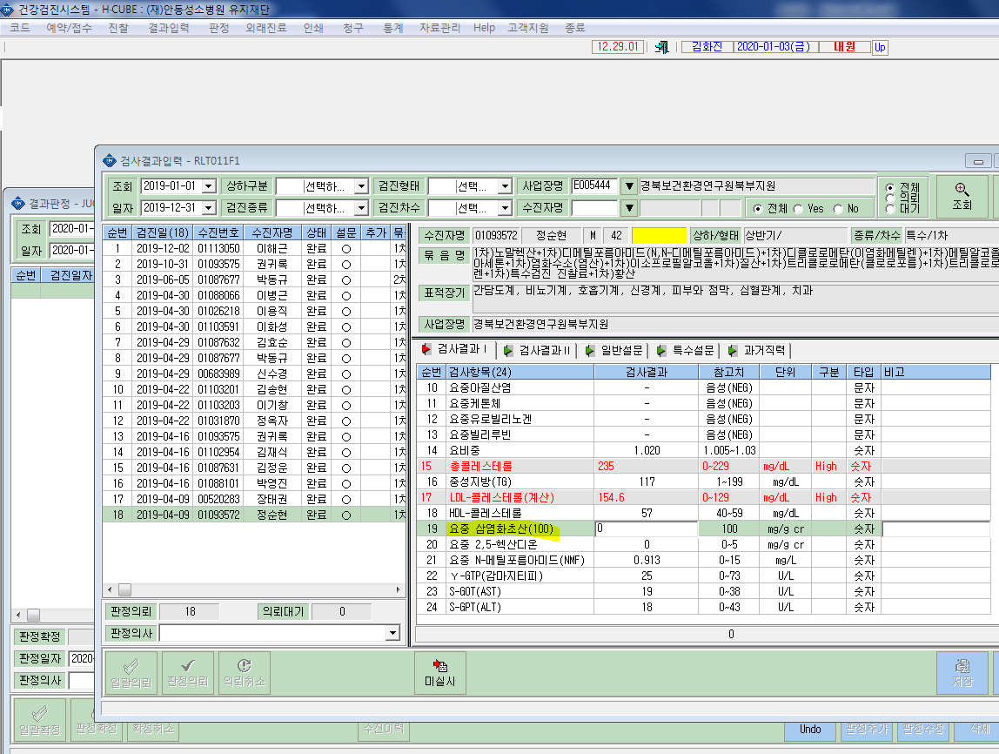 건강검진시스템 - H-CUBE : (재)안동성소병원 유지재단
코드 예약/접수 진찰 결과입력 판정 외래진료 인쇄 청구 통계 자료관리 Help 고객지원 종료
12.29.01 김화진 2020-01-03(금) 내원 Up
검사결과입력 - RLT011F1
조회 2019-01-01 상하구분 선택하... 검진형태 선택... 사업장명 E005444 경북보건환경연구원북부지원
일자 2019-12-31 검진종류 선택하... 검진차수 선택... 수진자명 전체 Yes No
전체
의뢰
대기
조회
결과판정 - JU
조회 2020-01-
일자 2020-01-
순번 검진일자
순번 검진일(18) 수진번호 수진자명 상태 설문 추가 묶
1 2019-12-02 01113050 이해근 완료 ○ 1차
2 2019-10-31 01093575 권귀록 완료 ○ 1차
3 2019-06-05 01087677 박동규 완료 ○ 2차
4 2019-04-30 01088066 이병근 완료 ○ 1차
5 2019-04-30 01026218 이용직 완료 ○ 1차
6 2019-04-30 01103591 이화성 완료 ○ 1차
7 2019-04-29 01087632 김효순 완료 ○ 1차
8 2019-04-29 01087677 박동규 완료 ○ 1차
9 2019-04-29 00683989 신수경 완료 ○ 1차
10 2019-04-22 01103201 김송현 완료 ○ 1차
11 2019-04-22 01103203 이기창 완료 ○ 1차
12 2019-04-22 01031870 정옥자 완료 ○ 1차
13 2019-04-16 01093575 권귀록 완료 ○ 1차
14 2019-04-16 01102954 김재식 완료 ○ 1차
15 2019-04-16 01087631 김정운 완료 ○ 1차
16 2019-04-16 01088101 박영진 완료 ○ 1차
17 2019-04-09 00520283 장태권 완료 ○ 1차
18 2019-04-09 01093572 정순현 완료 ○ 1차
수진자명 01093572 정순현 M 42 상하/형태 상반기/ 종류/차수 특수/1차
묶 음 명 1차)노말헥산+1차)디메틸포름아미드(N,N-디메틸포름아미드)+1차)디클로로메탄(이염화메틸렌)+1차)메틸알코올
아세톤+1차)염화수소(염산)+1차)이소프로필알코올+1차)질산+1차)트리클로로메탄(클로로포름)+1차)트리클로로
렌+1차)특수검진 진찰료+1차)황산
표적장기 간담도계, 비뇨기계, 호흡기계, 신경계, 피부와 점막, 심혈관계, 치과
사업장명 경북보건환경연구원북부지원
검사결과 I 검사결과 II 일반설문 특수설문 과거직력
순번 검사항목(24) 검사결과 참고치 단위 구분 타입 비고
10 요중아질산염 - 음성(NEG) 문자
11 요중케톤체 - 음성(NEG) 문자
12 요중유로빌리노겐 - 음성(NEG) 문자
13 요중빌리루빈 - 음성(NEG) 문자
14 요비중 1.020 1.005~1.03 숫자
15 총콜레스테롤 235 0~229 mg/dL High 숫자
16 중성지방(TG) 117 1~199 mg/dL 숫자
17 LDL-콜레스테롤(계산) 154.6 0~129 mg/dL High 숫자
18 HDL-콜레스테롤 57 40~59 mg/dL 숫자
19 요중 삼염화초산(100) 0 100 mg/g cr 숫자
20 요중 2,5-헥산디온 0 0~5 mg/g cr 숫자
21 요중 N-메틸포름아미드(NMF) 0.913 0~15 mg/L 숫자
22 Y-GTP(감마지티피) 25 0~73 U/L 숫자
23 S-GOT(AST) 19 0~38 U/L 숫자
24 S-GPT(ALT) 18 0~43 U/L 숫자
0
판정의뢰 18 의뢰대기 0
판정의사
판정확정
판정일자 2020-
판정의사
일괄의뢰 판정의뢰 의뢰취소 미실시 저장
일괄확정 판정확정 확정취소 수진이력 Undo 판정추가 판정수정 삭제